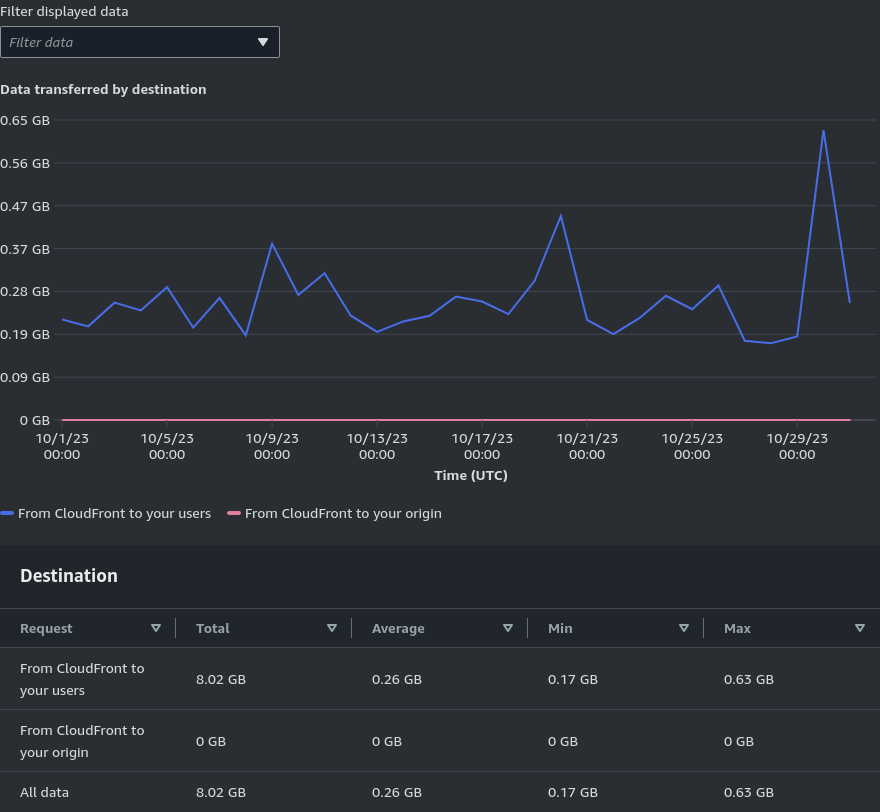 Filter displayed data
Filter data
Data transferred by destination
0.65 GB
0.56 GB
0.47 GB
0.37 GB
0.28 GB
0.19 GB
0.09 GB
0 GB
10/1/23 10/5/23 10/9/23 10/13/23 10/17/23 10/21/23 10/25/23 10/29/23
00:00 00:00 00:00 00:00 00:00 00:00 00:00 00:00
Time (UTC)
From CloudFront to your users From CloudFront to your origin
Destination
Request Total Average Min Max
From CloudFront to
your users
8.02 GB 0.26 GB 0.17 GB 0.63 GB
From CloudFront to
your origin
0 GB 0 GB 0 GB 0 GB
All data 8.02 GB 0.26 GB 0.17 GB 0.63 GB